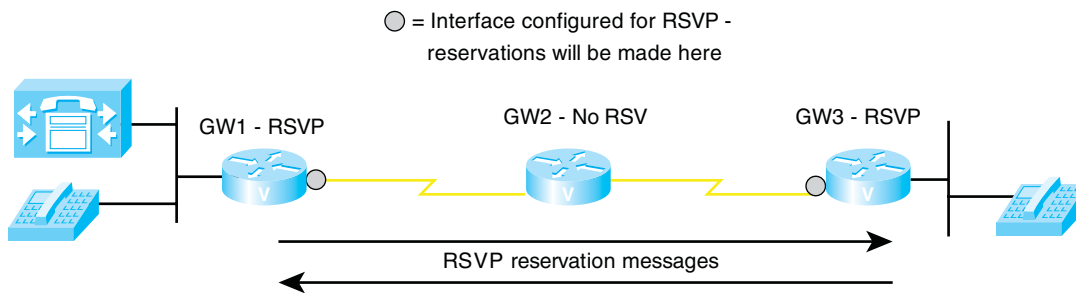 = Interface configured for RSVP -
reservations will be made here
GW1 - RSVP
GW2 - No RSV
GW3 - RSVP
V
V
V
RSVP reservation messages